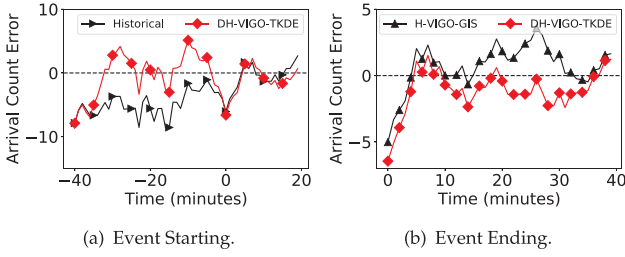 Historical DH-VIGO-TKDE
Arrival Count Error
10
0
−10
−40 −20 0 20
Time (minutes)
(a) Event Starting.
H-VIGO-GIS DH-VIGO-TKDE
Arrival Count Error
5
0
−5
0 10 20 30 40
Time (minutes)
(b) Event Ending.